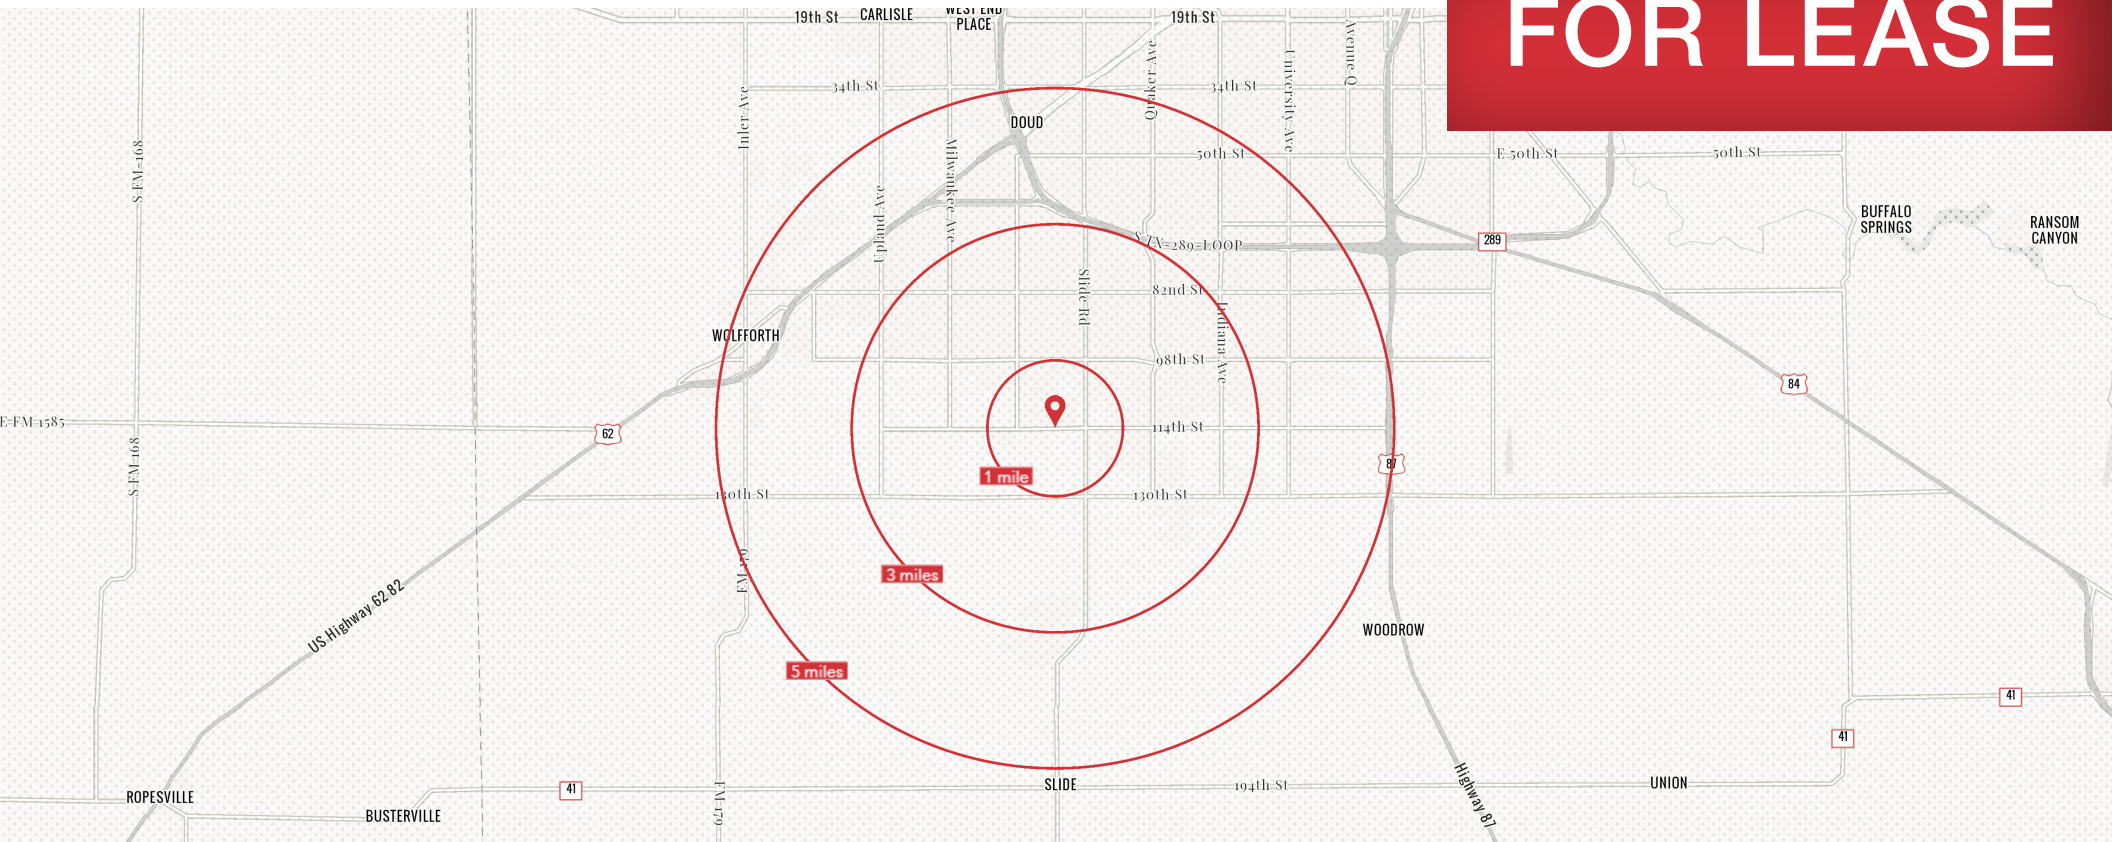 FOR LEASE
19th St
CARLISLE
WEST END
PLACE
19th St
Avenue Q
Quaker Ave
University Ave
34th St
34th St
Inler Ave
DOUD
S FM-168
Milwaukee Ave
50th St
E 50th St
50th St
Upland Ave
BUFFALO
SPRINGS
RANSOM
CANYON
S TX-289-LOOP
289
Slide Rd
82nd St
Indiana Ave
WOLFFORTH
98th St
84
E FM 1585
62
114th St
S FM-168
87
1 mile
130th St
130th St
FM-179
3 miles
US Highway 62 82
WOODROW
5 miles
41
41
SLIDE
194th St
UNION
41
ROPESVILLE
BUSTERVILLE
FM-179
Highway 87